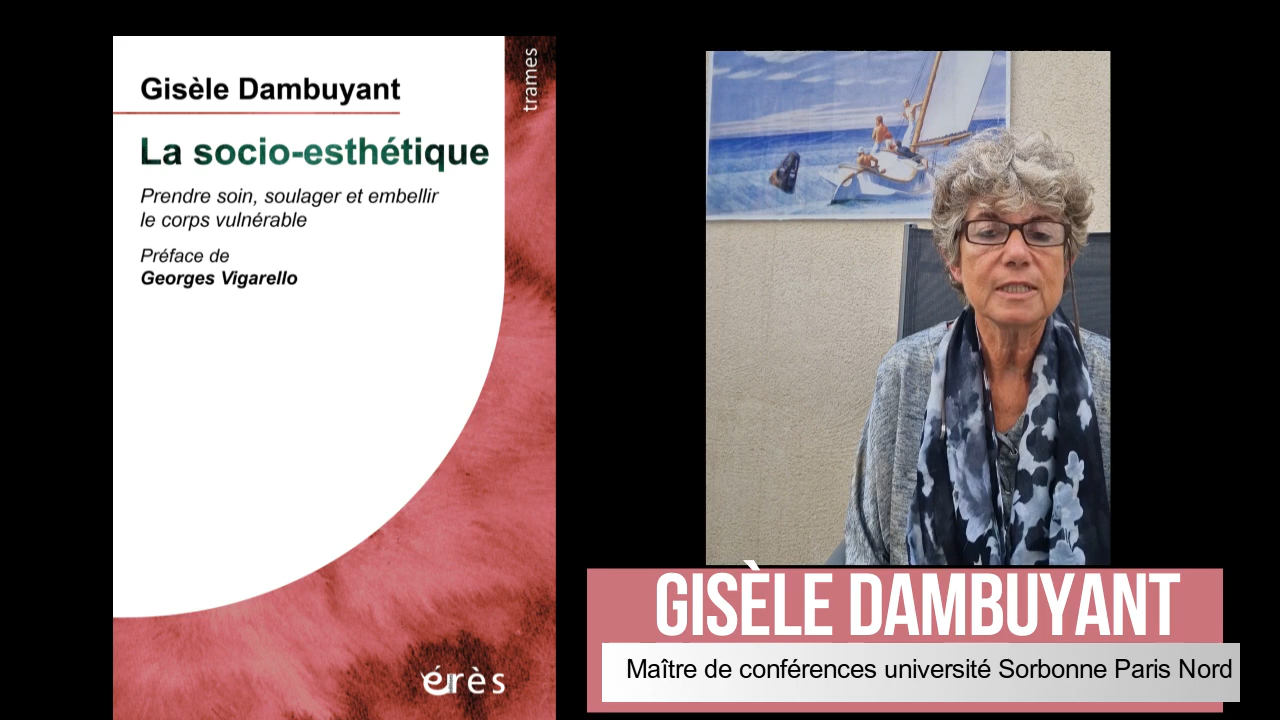 Gisèle Dambuyant
trames
La socio-esthétique
Prendre soin, soulager et embellir
le corps vulnérable
Préface de
Georges Vigarello
érès
GISÈLE DAMBUYANT
Maître de conférences université Sorbonne Paris Nord